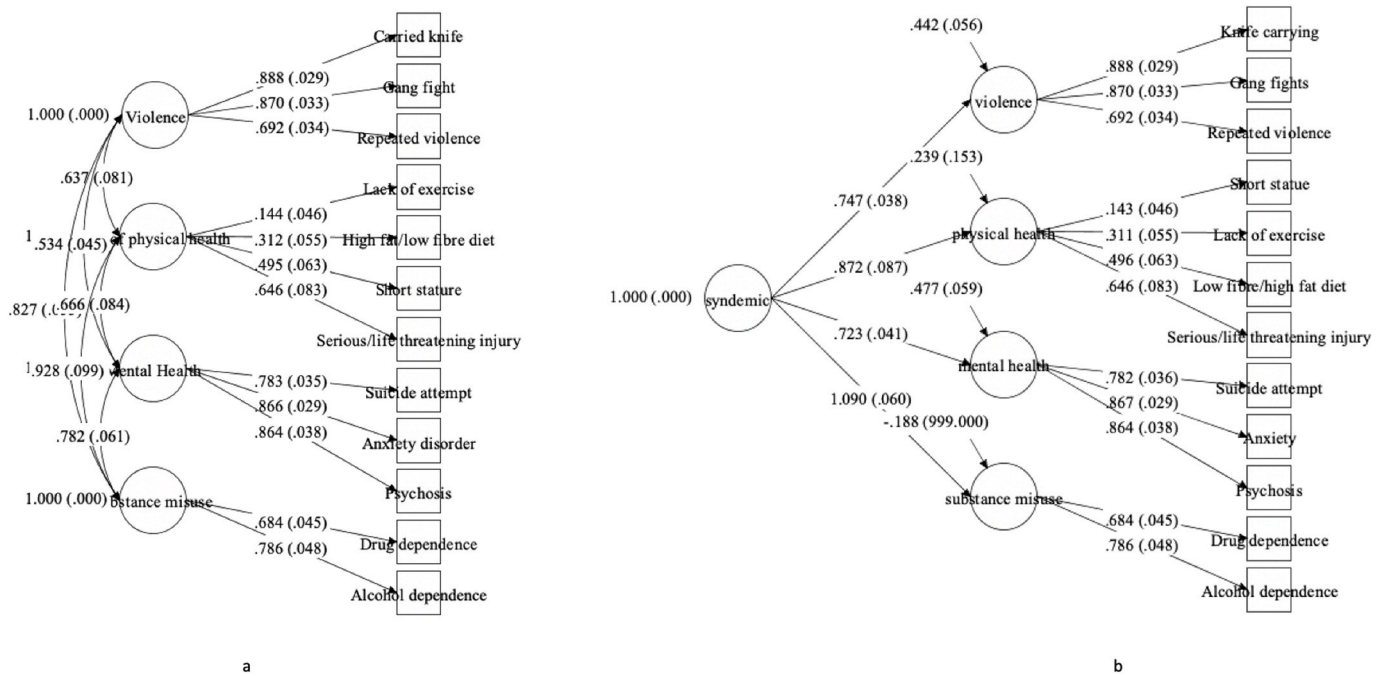 Carried knife
.888 (.029)
Gang fight
.870 (.033)
1.000 (.000)
Violence
.692 (.034)
Repeated violence
.637 (.081)
Lack of exercise
.144 (.046)
of physical health
.312 (.055)
High fat/low fibre diet
.534 (.045)
.495 (.063)
Short stature
.646 (.083)
.666 (.084)
.827
Serious/life threatening injury
.928 (.099)
ental Health
.783 (.035)
Suicide attempt
.866 (.029)
.864 (.038)
Anxiety disorder
.782 (.061)
Psychosis
1.000 (.000)
bstance misuse
.684 (.045)
Drug dependence
.786 (.048)
Alcohol dependence
a
.442 (.056)
Knife carrying
.888 (.029)
Gang fights
violence
.870 (.033)
.692 (.034)
Repeated violence
.239 (.153)
Short statue
.747 (.038)
.143 (.046)
physical health
.311 (.055)
Lack of exercise
.496 (.063)
.872 (.087)
Low fibre/high fat diet
.646 (.083)
1.000 (.000)
syndemic
.477 (.059)
.723 (.041)
Serious/life threatening injury
mental health
.782 (.036)
Suicide attempt
1.090 (.060)
.867 (.029)
-.188 (999.000)
.864 (.038)
Anxiety
Psychosis
substance misuse
.684 (.045)
Drug dependence
.786 (.048)
Alcohol dependence
b